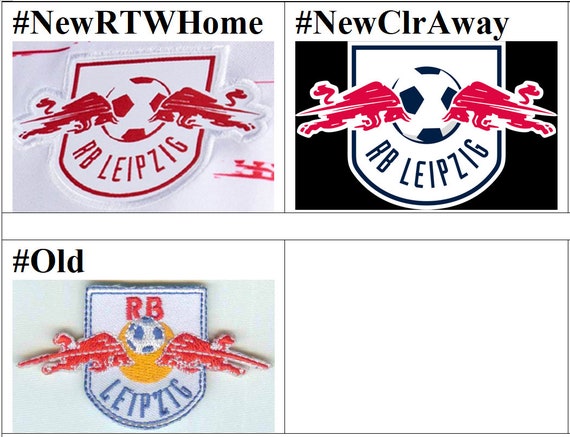 #NewRTWHome
#NewClrAway
RB LEIPZIG
RB LEIPZIG
#Old
RB
LEIPZIG